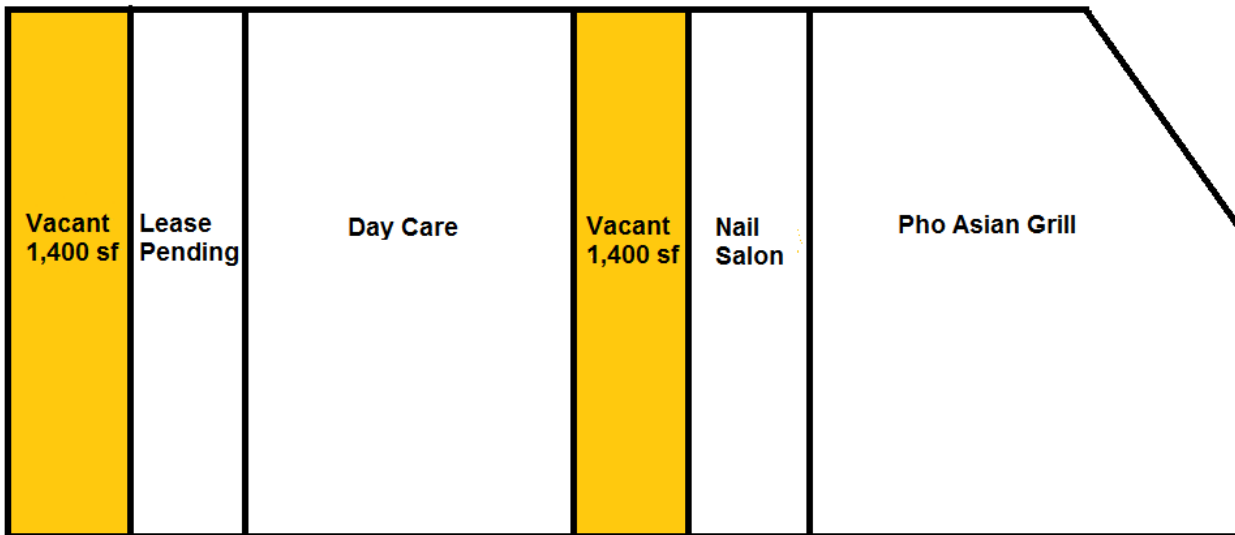 Vacant
1,400 sf
Lease
Pending
Day Care
Vacant
1,400 sf
Nail
Salon
Pho Asian Grill